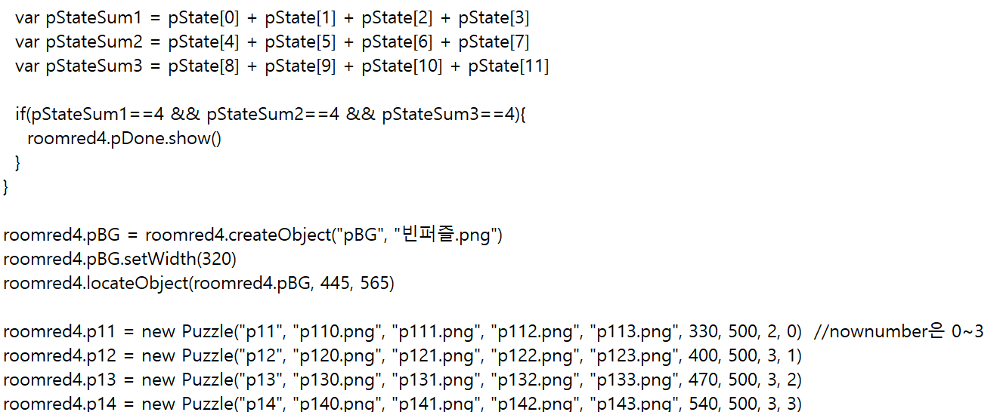 var pStateSum1 = pState[0] + pState[1] + pState[2] + pState[3]
var pStateSum2 = pState[4] + pState[5] + pState[6] + pState[7]
var pStateSum3 = pState[8] + pState[9] + pState[10] + pState[11]
if(pStateSum1==4 && pStateSum2==4 && pStateSum3==4){
roomred4.pDone.show()
}
}
roomred4.pBG = roomred4.createObject("pBG", "빈퍼즐.png")
roomred4.pBG.setWidth(320)
roomred4.locateObject(roomred4.pBG, 445, 565)
roomred4.p11 = new Puzzle("p11", "p110.png", "p111.png", "p112.png", "p113.png", 330, 500, 2, 0)  //nownumber은 0~3
roomred4.p12 = new Puzzle("p12", "p120.png", "p121.png", "p122.png", "p123.png", 400, 500, 3, 1)
roomred4.p13 = new Puzzle("p13", "p130.png", "p131.png", "p132.png", "p133.png", 470, 500, 3, 2)
roomred4.p14 = new Puzzle("p14", "p140.png", "p141.png", "p142.png", "p143.png", 540, 500, 3, 3)